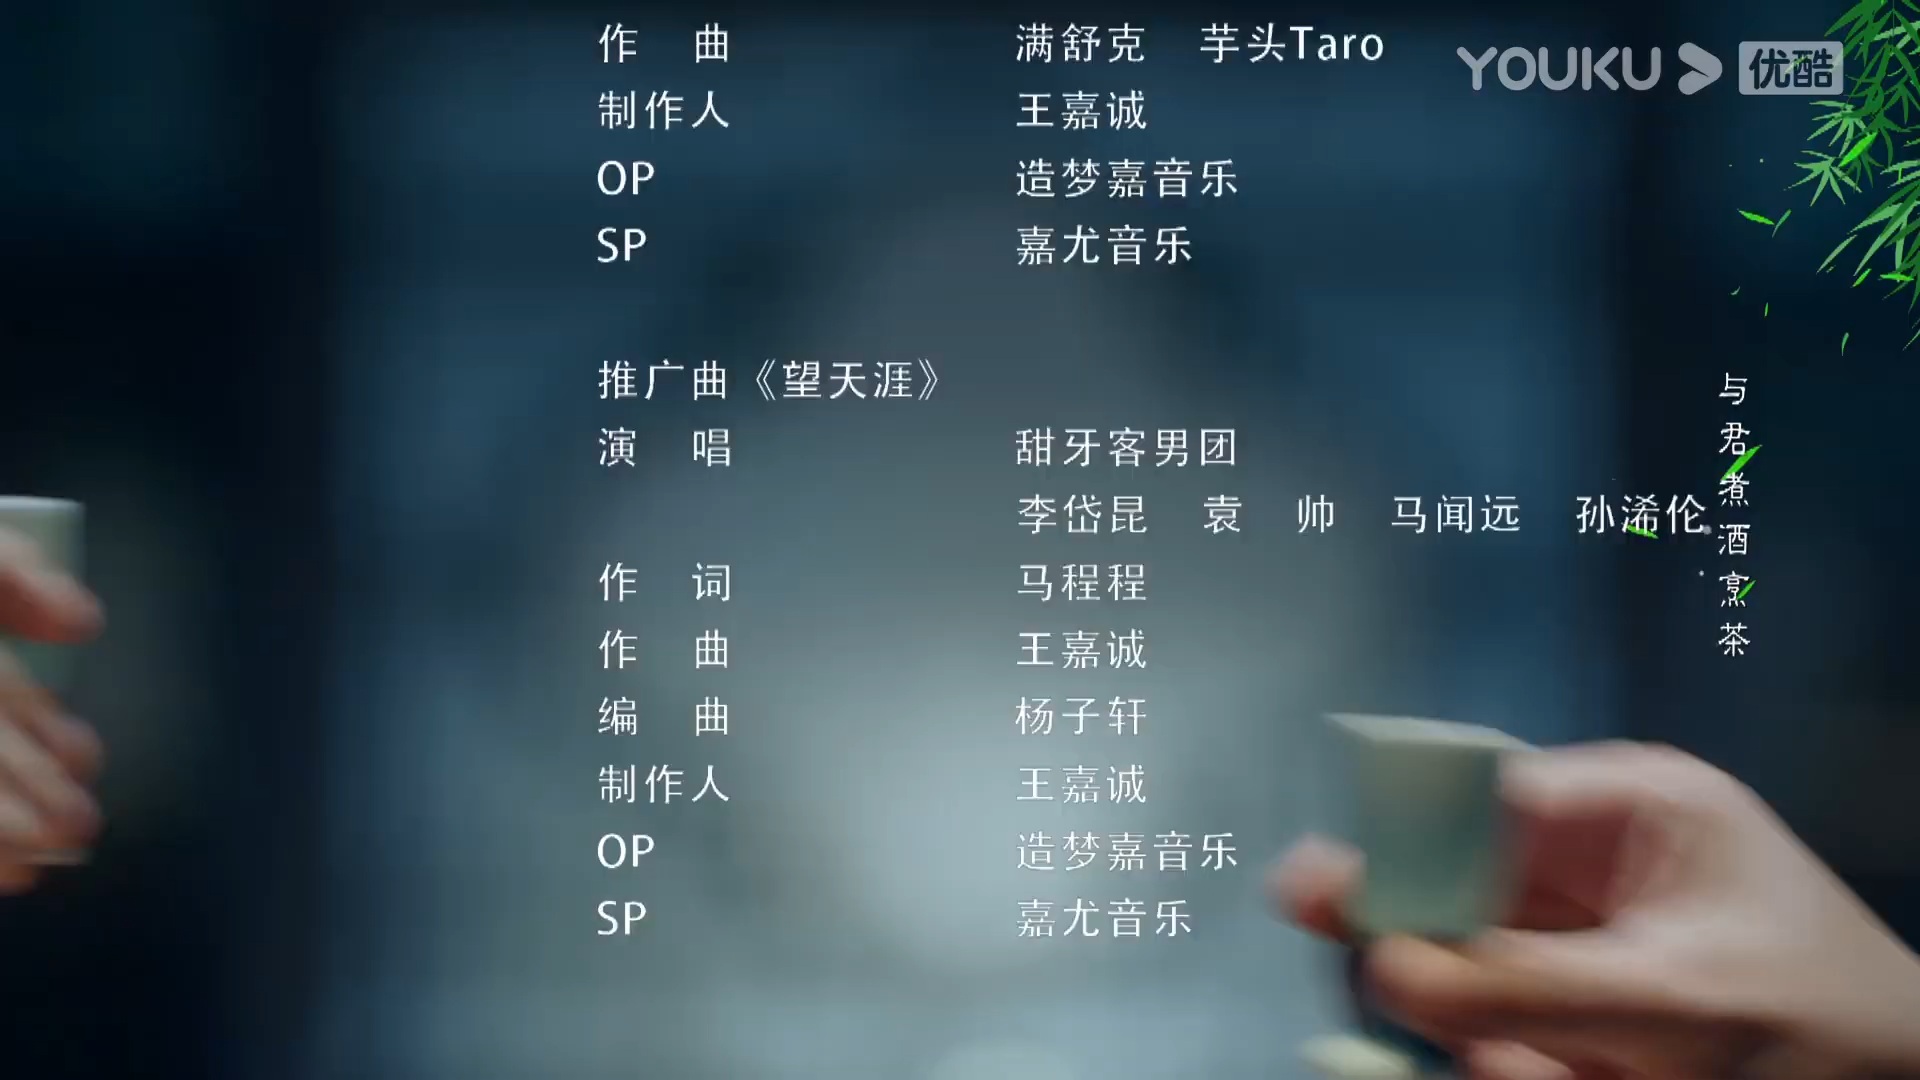 作 曲 满舒克 芋头Taro
YOUKU 优酷
制作人 王嘉诚
OP 造梦嘉音乐
SP 嘉尤音乐
推广曲《望天涯》
演 唱 甜牙客男团
李岱昆 袁 帅 马闻远 孙浠伦
作 词 马程程
作 曲 王嘉诚
编 曲 杨子轩
制作人 王嘉诚
OP 造梦嘉音乐
SP 嘉尤音乐
与君煮酒烹茶